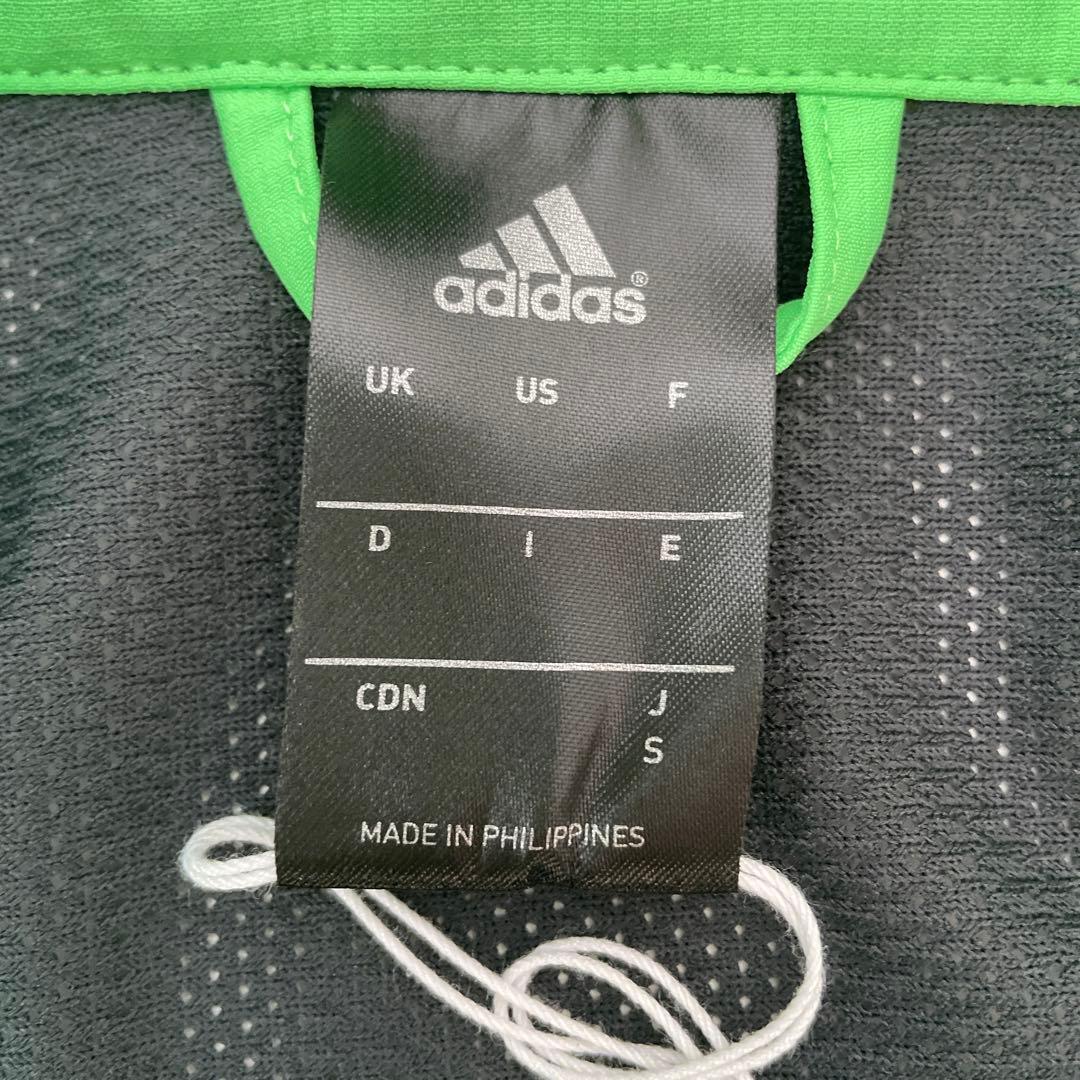 adidas®
UK US F
D I E
CDN J
S
MADE IN PHILIPPINES